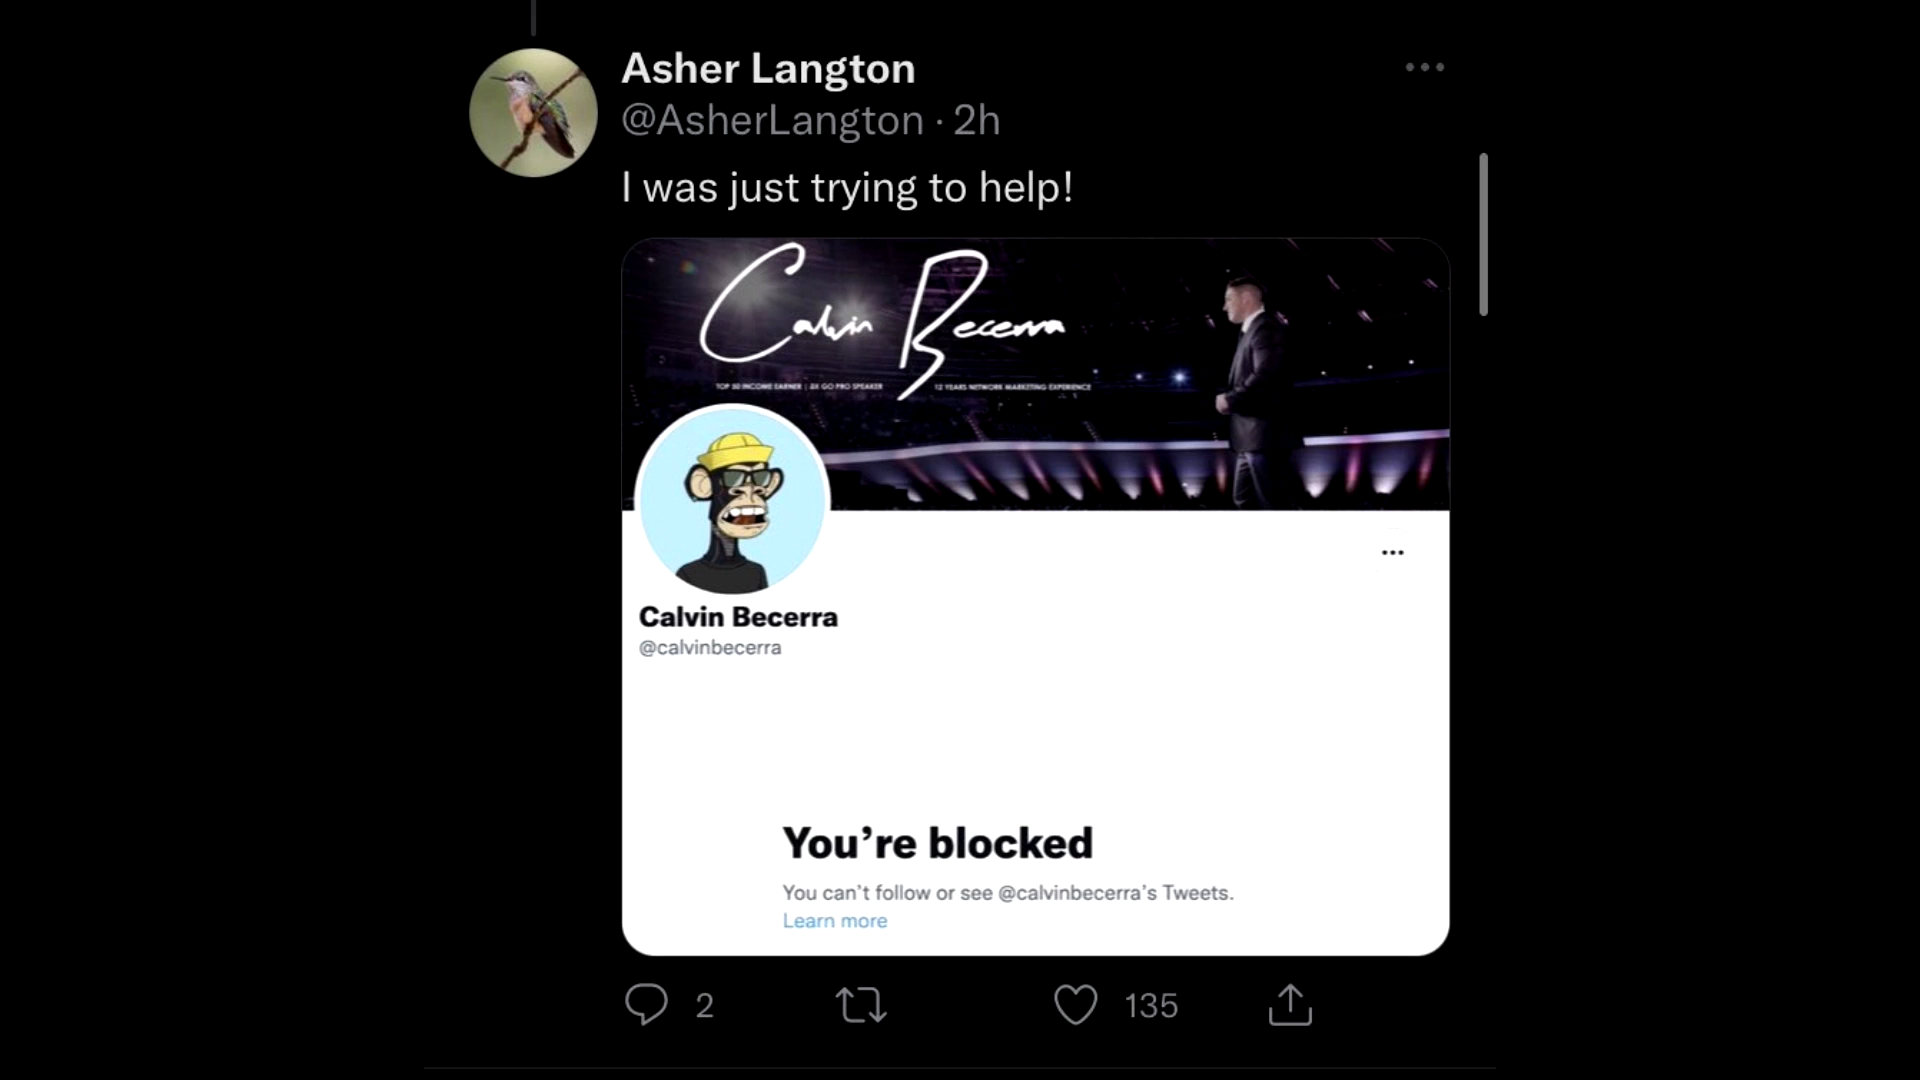 Asher Langton
@AsherLangton · 2h
I was just trying to help!
Calvin Becerra
TOP 50 INCOME EARNER | 3X GO PRO SPEAKER
12 YEARS NETWORK MARKETING EXPERIENCE
Calvin Becerra
@calvinbecerra
You’re blocked
You can’t follow or see @calvinbecerra’s Tweets.
Learn more
2
135